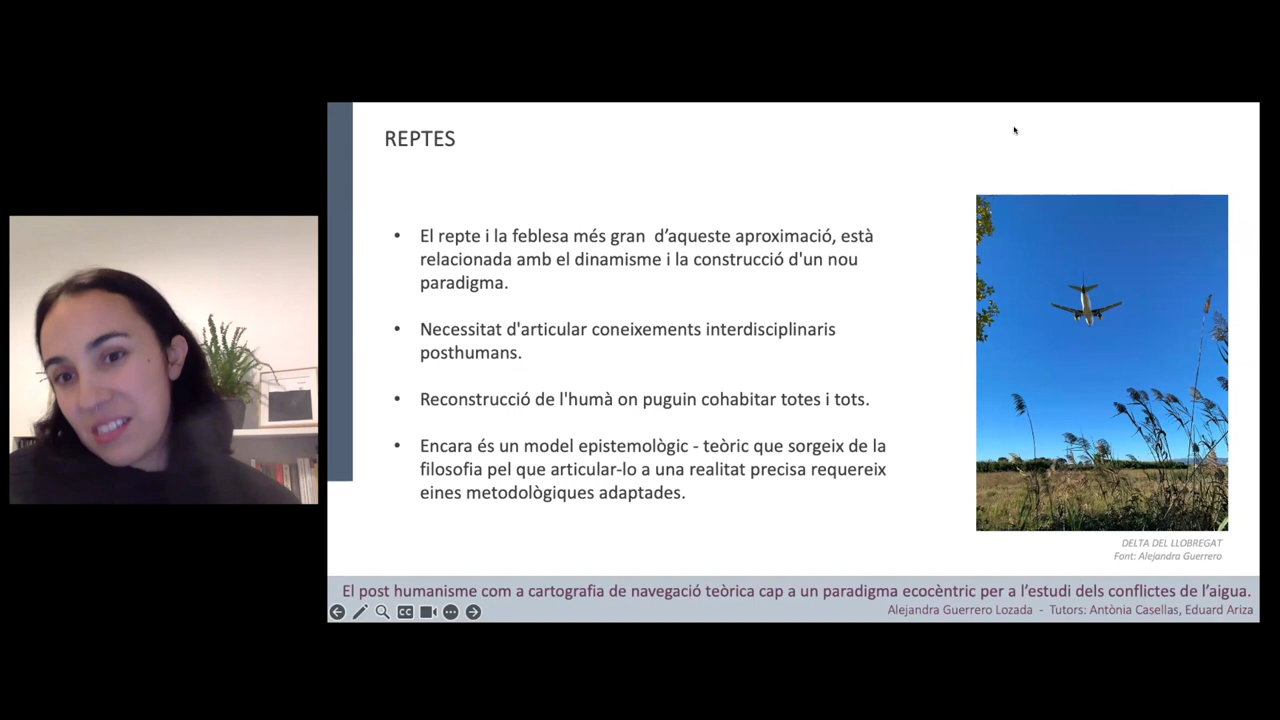 REPTES
• El repte i la feblesa més gran  d’aqueste aproximació, està
relacionada amb el dinamisme i la construcció d'un nou
paradigma.
• Necessitat d'articular coneixements interdisciplinaris
posthumans.
• Reconstrucció de l'humà on puguin cohabitar totes i tots.
• Encara és un model epistemològic - teòric que sorgeix de la
filosofia pel que articular-lo a una realitat precisa requereix
eines metodològiques adaptades.
DELTA DEL LLOBREGAT
Font: Alejandra Guerrero
El post humanisme com a cartografia de navegació teòrica cap a un paradigma ecocèntric per a l’estudi dels conflictes de l’aigua.
Alejandra Guerrero Lozada - Tutors: Antònia Casellas, Eduard Ariza
CC